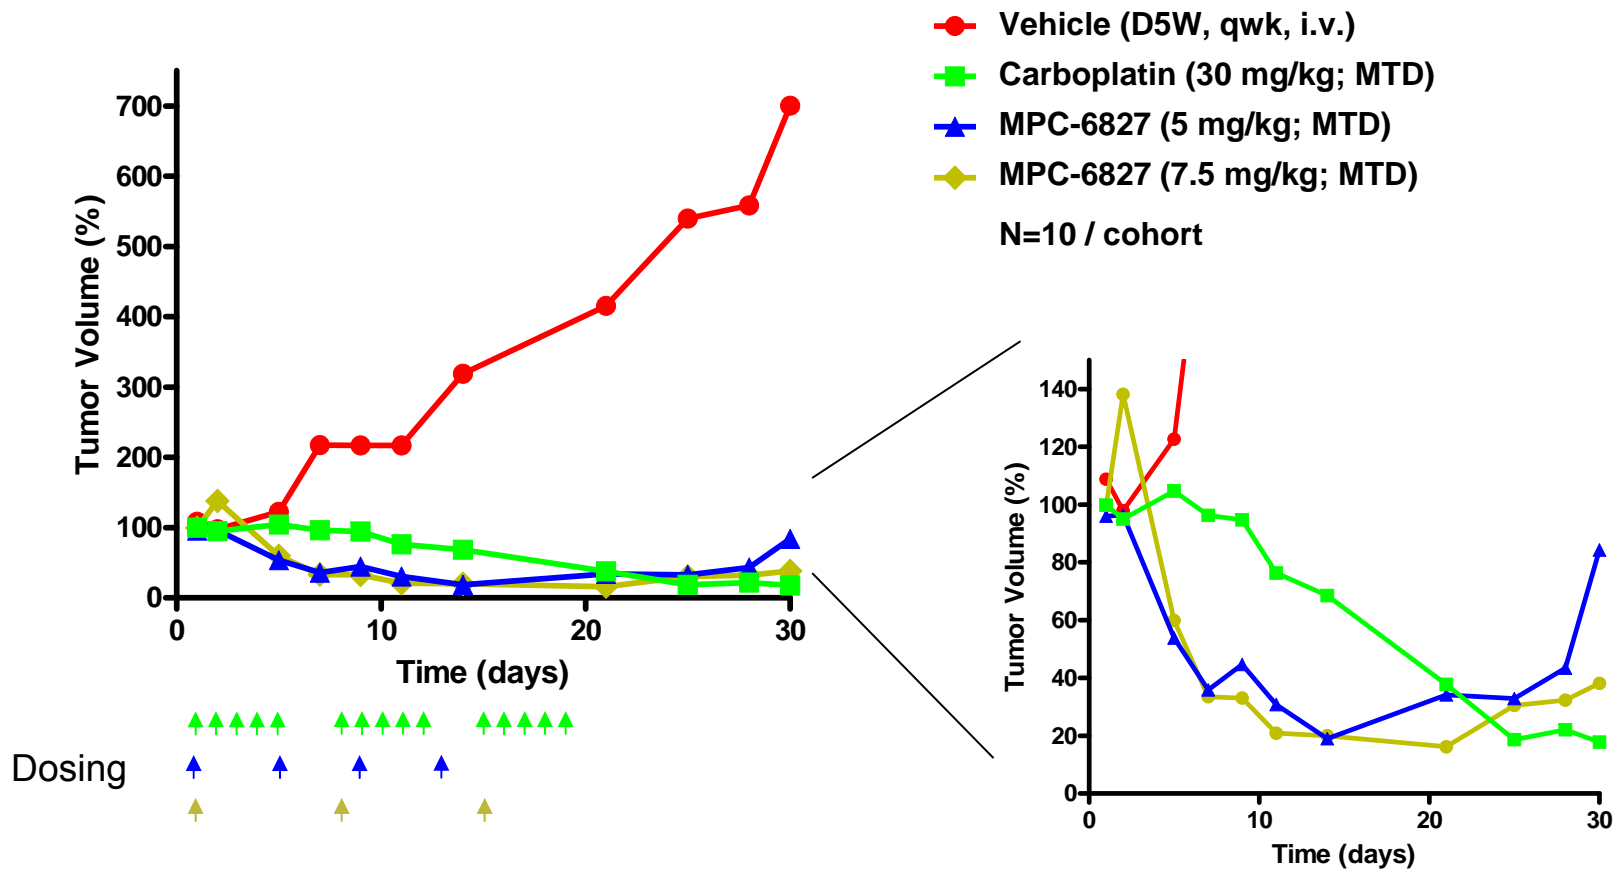 Vehicle (D5W, qwk, i.v.)
Carboplatin (30 mg/kg; MTD)
MPC-6827 (5 mg/kg; MTD)
MPC-6827 (7.5 mg/kg; MTD)
N=10 / cohort
Tumor Volume (%)
700
600
500
400
300
200
100
0
0 10 20 30
Time (days)
Dosing
Tumor Volume (%)
140
120
100
80
60
40
20
0
0 10 20 30
Time (days)